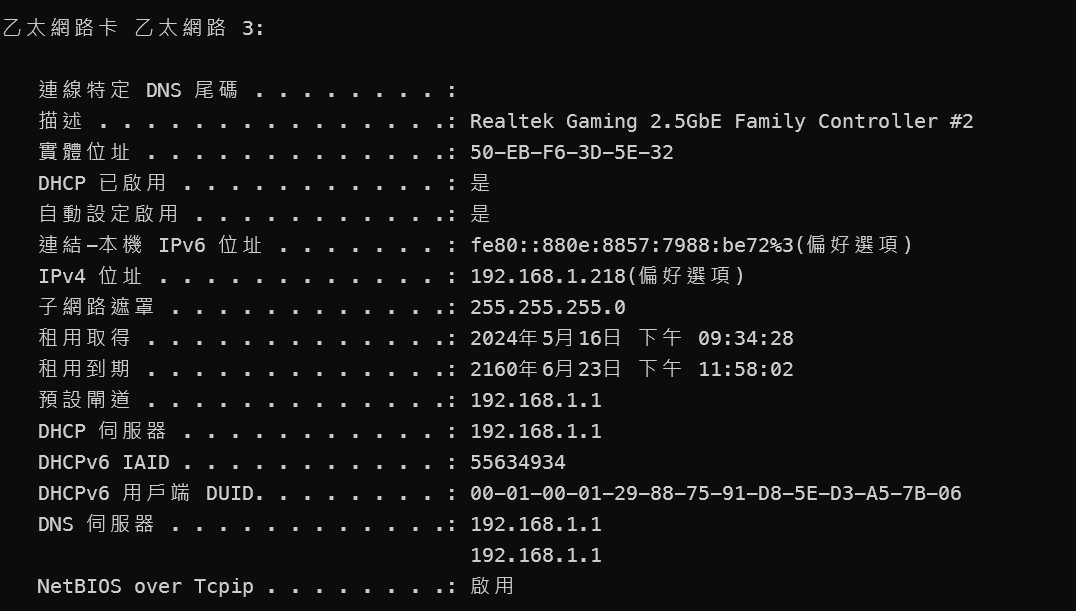 乙太網路卡 乙太網路 3:
連線特定 DNS 尾碼 . . . . . . . . :
描述 . . . . . . . . . . . . . . .: Realtek Gaming 2.5GbE Family Controller #2
實體位址 . . . . . . . . . . . . .: 50-EB-F6-3D-5E-32
DHCP 已啟用 . . . . . . . . . . . : 是
自動設定啟用 . . . . . . . . . . .: 是
連結-本機 IPv6 位址 . . . . . . . : fe80::880e:8857:7988:be72%3(偏好選項)
IPv4 位址 . . . . . . . . . . . . : 192.168.1.218(偏好選項)
子網路遮罩 . . . . . . . . . . . .: 255.255.255.0
租用取得 . . . . . . . . . . . . .: 2024年5月16日 下午 09:34:28
租用到期 . . . . . . . . . . . . .: 2160年6月23日 下午 11:58:02
預設閘道 . . . . . . . . . . . . .: 192.168.1.1
DHCP 伺服器 . . . . . . . . . . . : 192.168.1.1
DHCPv6 IAID . . . . . . . . . . . : 55634934
DHCPv6 用戶端 DUID. . . . . . . . : 00-01-00-01-29-88-75-91-D8-5E-D3-A5-7B-06
DNS 伺服器 . . . . . . . . . . . .: 192.168.1.1
192.168.1.1
NetBIOS over Tcpip . . . . . . . .: 啟用